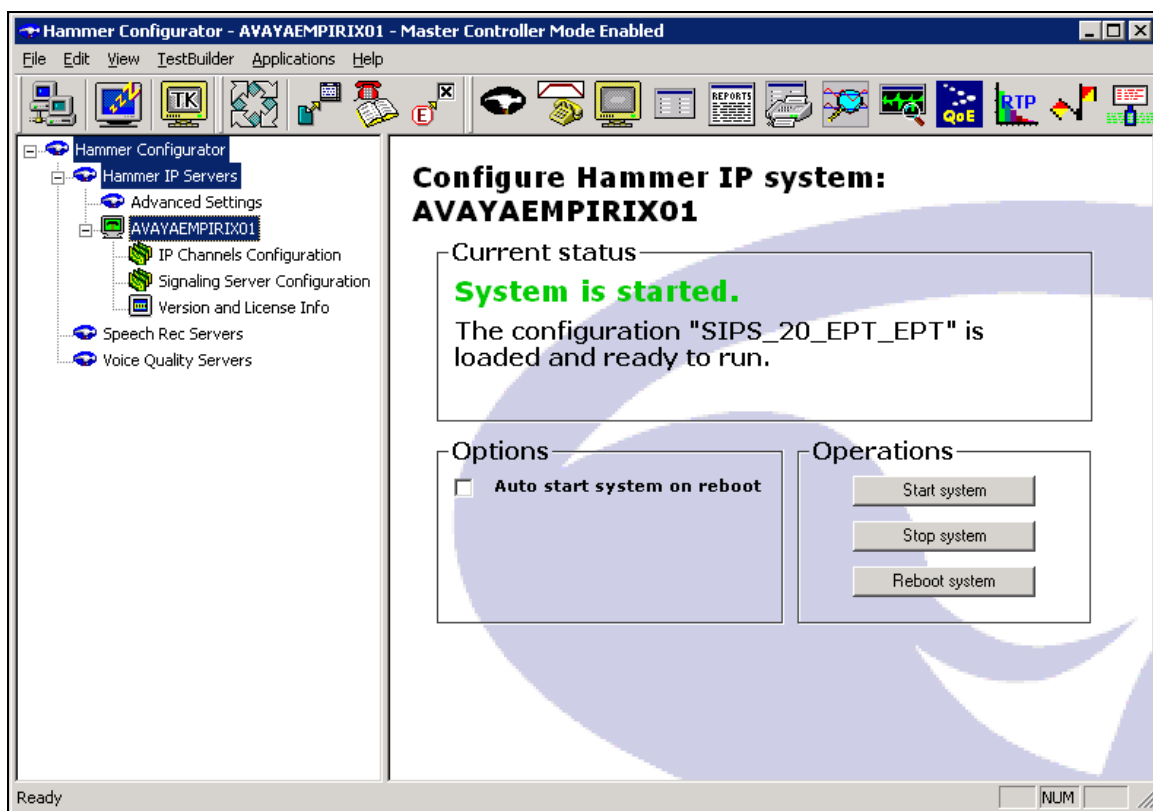 Hammer Configurator - AVAYAEMPIRIX01 - Master Controller Mode Enabled
File Edit View TestBuilder Applications Help
TK
E
REPORTS
QoE
RTP
Hammer Configurator
Hammer IP Servers
Advanced Settings
AVAYAEMPIRIX01
IP Channels Configuration
Signaling Server Configuration
Version and License Info
Speech Rec Servers
Voice Quality Servers
Configure Hammer IP system:
AVAYAEMPIRIX01
Current status
System is started.
The configuration "SIPS_20_EPT_EPT" is
loaded and ready to run.
Options
Auto start system on reboot
Operations
Start system
Stop system
Reboot system
Ready
NUM